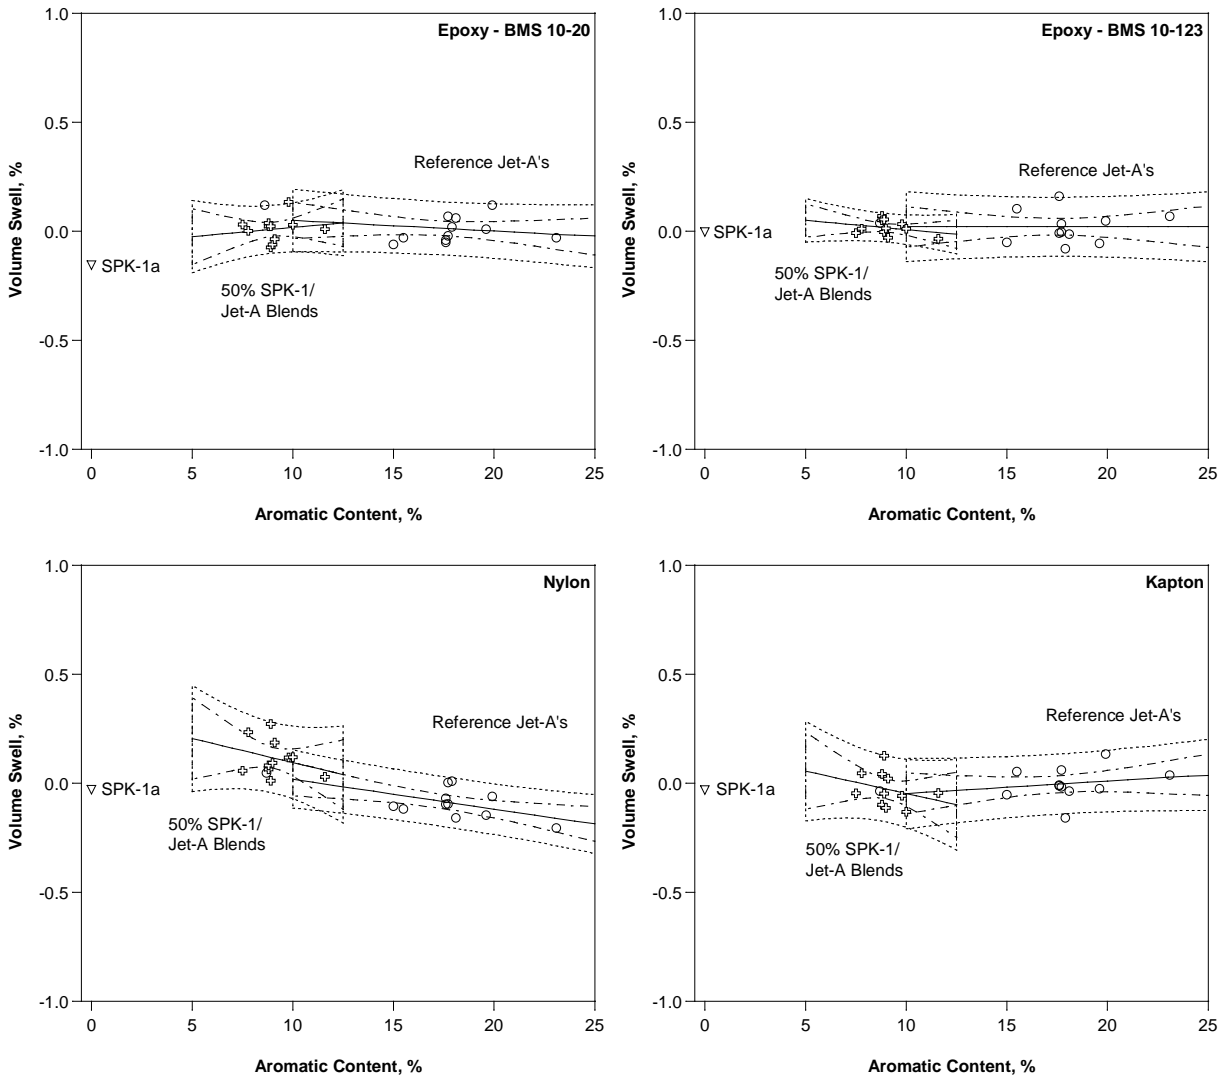 Epoxy - BMS 10-20
1.0
0.5
0.0
-0.5
-1.0
Volume Swell, %
Reference Jet-A's
SPK-1a
50% SPK-1/
Jet-A Blends
0 5 10 15 20 25
Aromatic Content, %
Epoxy - BMS 10-123
1.0
0.5
0.0
-0.5
-1.0
Volume Swell, %
Reference Jet-A's
SPK-1a
50% SPK-1/
Jet-A Blends
0 5 10 15 20 25
Aromatic Content, %
Nylon
1.0
0.5
0.0
-0.5
-1.0
Volume Swell, %
Reference Jet-A's
SPK-1a
50% SPK-1/
Jet-A Blends
0 5 10 15 20 25
Aromatic Content, %
Kapton
1.0
0.5
0.0
-0.5
-1.0
Volume Swell, %
Reference Jet-A's
SPK-1a
50% SPK-1/
Jet-A Blends
0 5 10 15 20 25
Aromatic Content, %